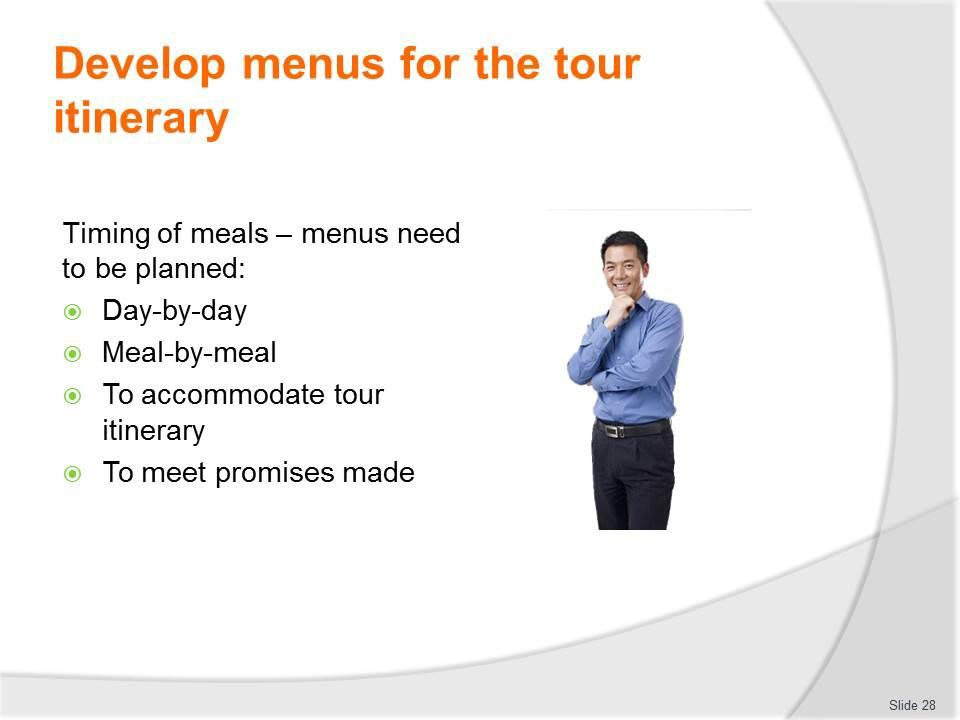 Develop menus for the tour
itinerary
Timing of meals – menus need
to be planned:
Day-by-day
Meal-by-meal
To accommodate tour
itinerary
To meet promises made
Slide 28